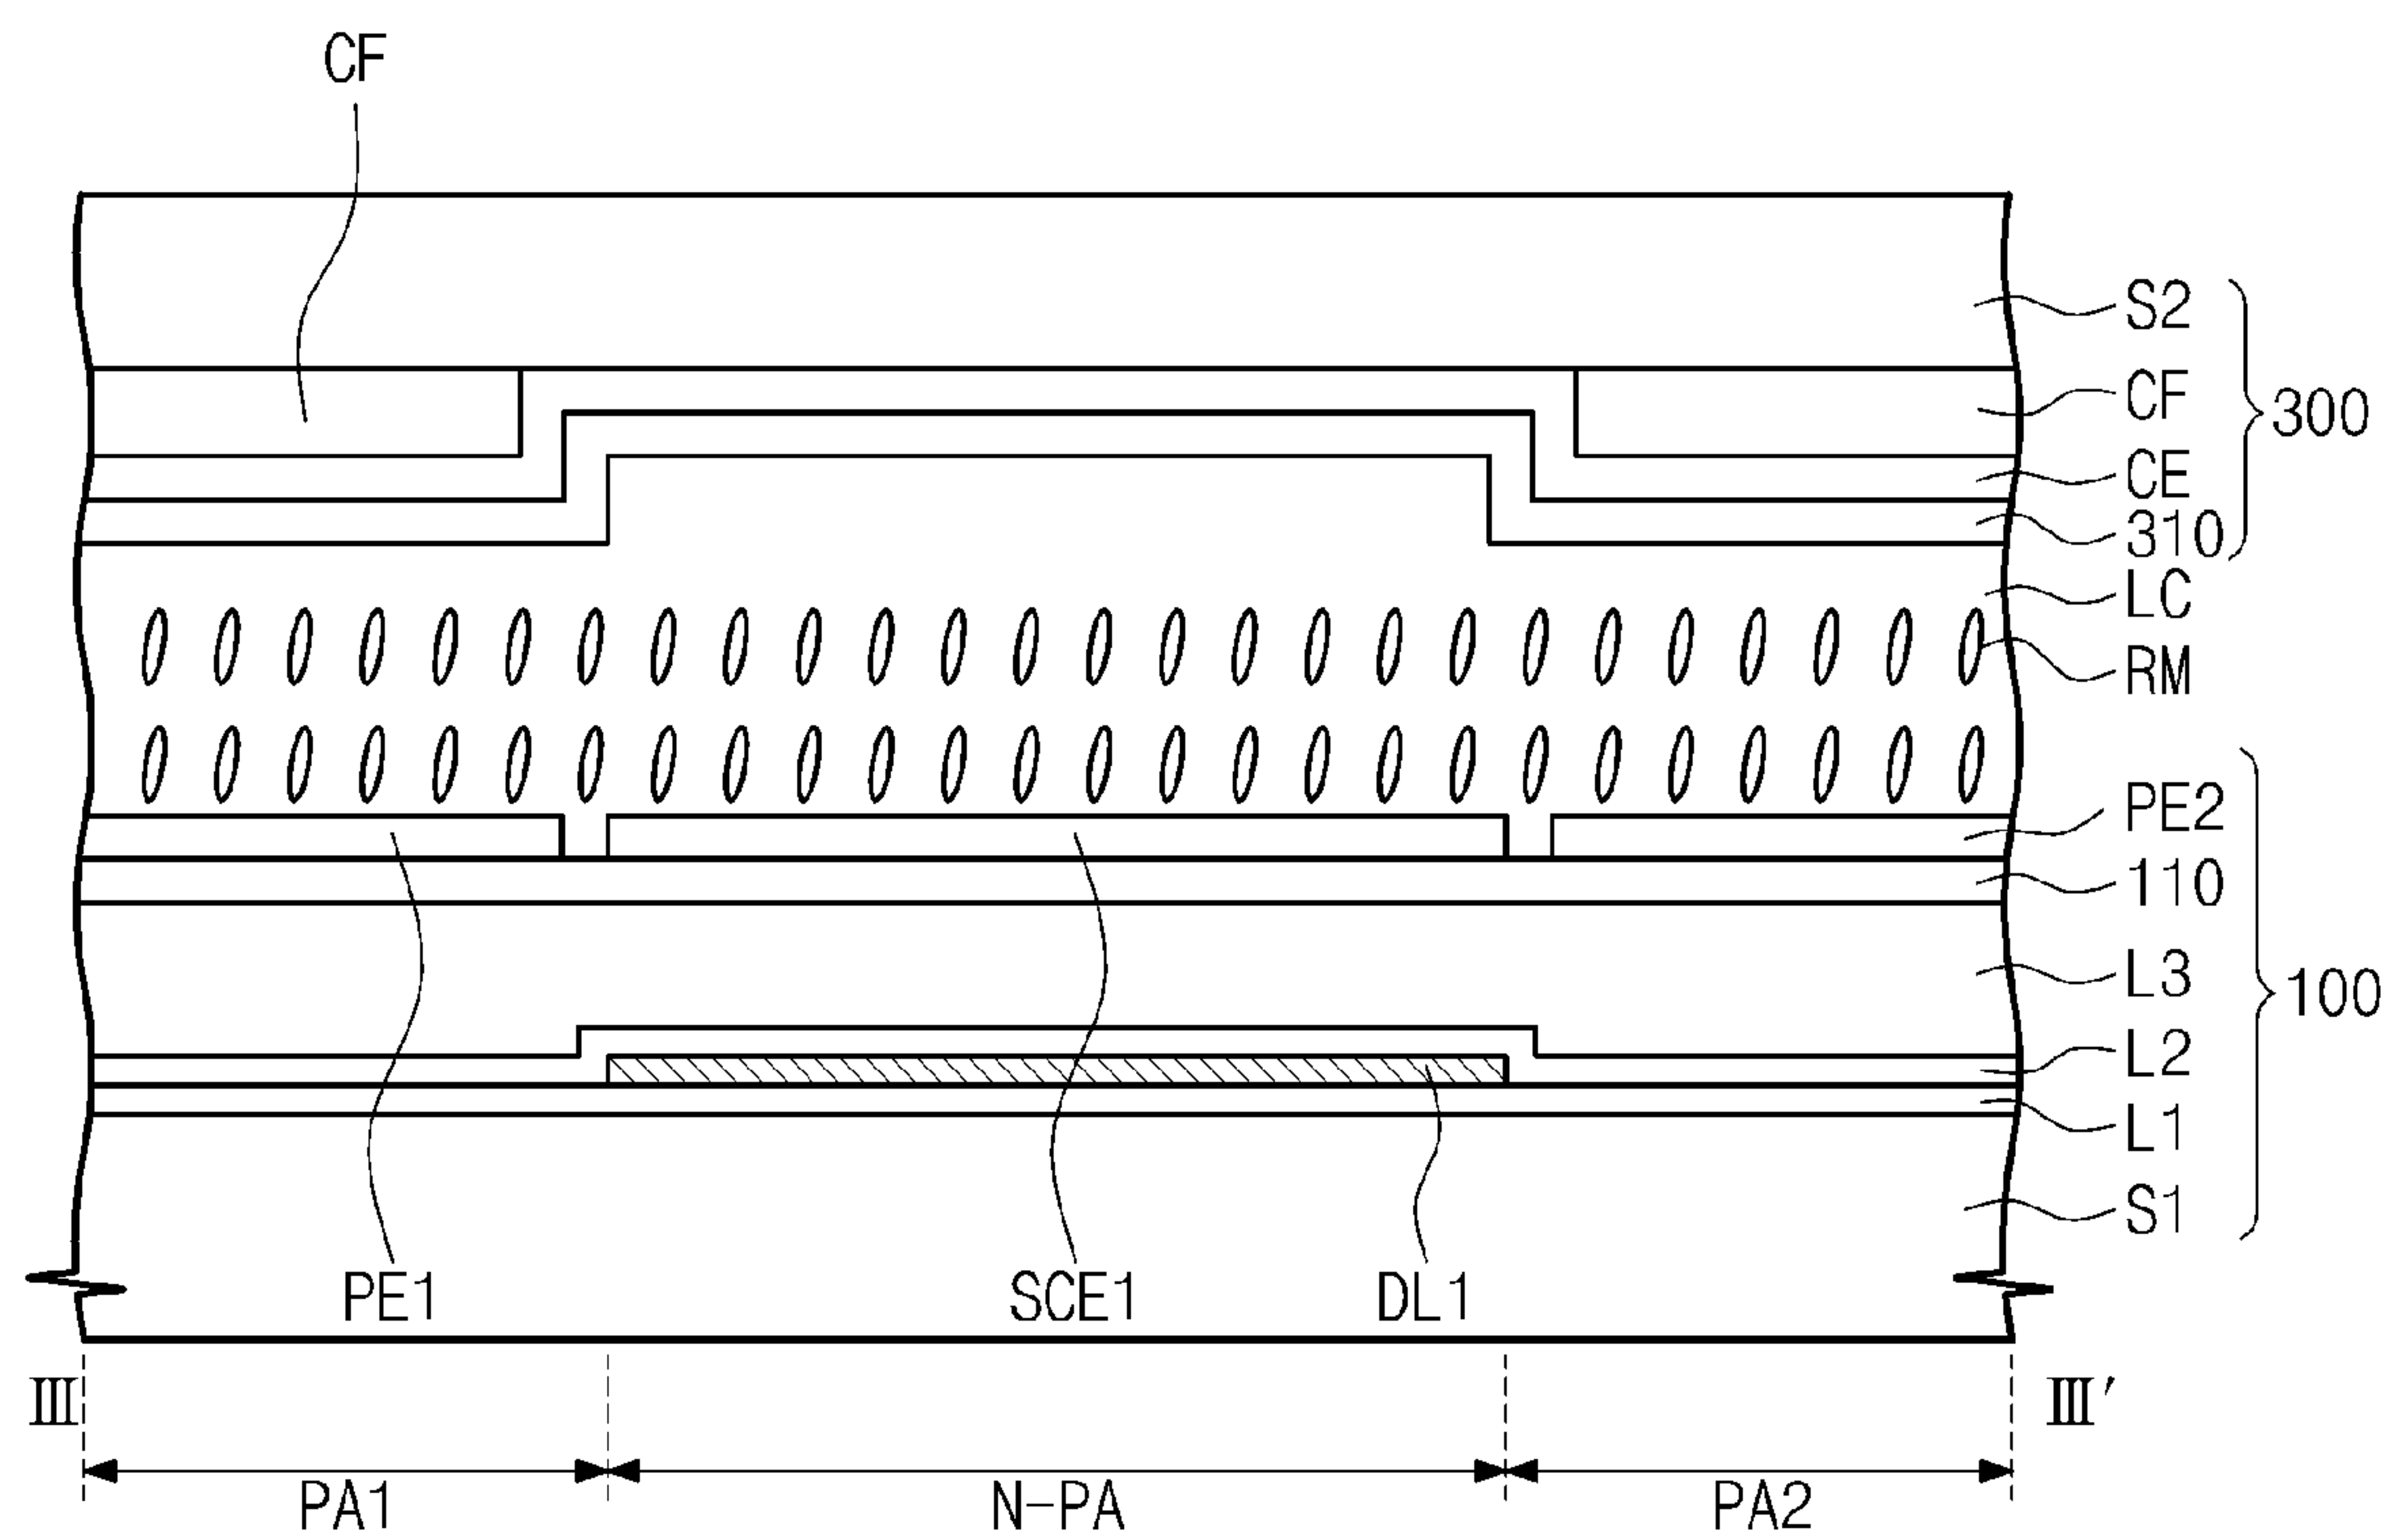 CF
S2
CF
CE
310
300
LC
RM
PE2
110
L3
L2
L1
S1
100
PE1
SCE1
DL1
Ⅲ
Ⅲ'
PA1
N-PA
PA2